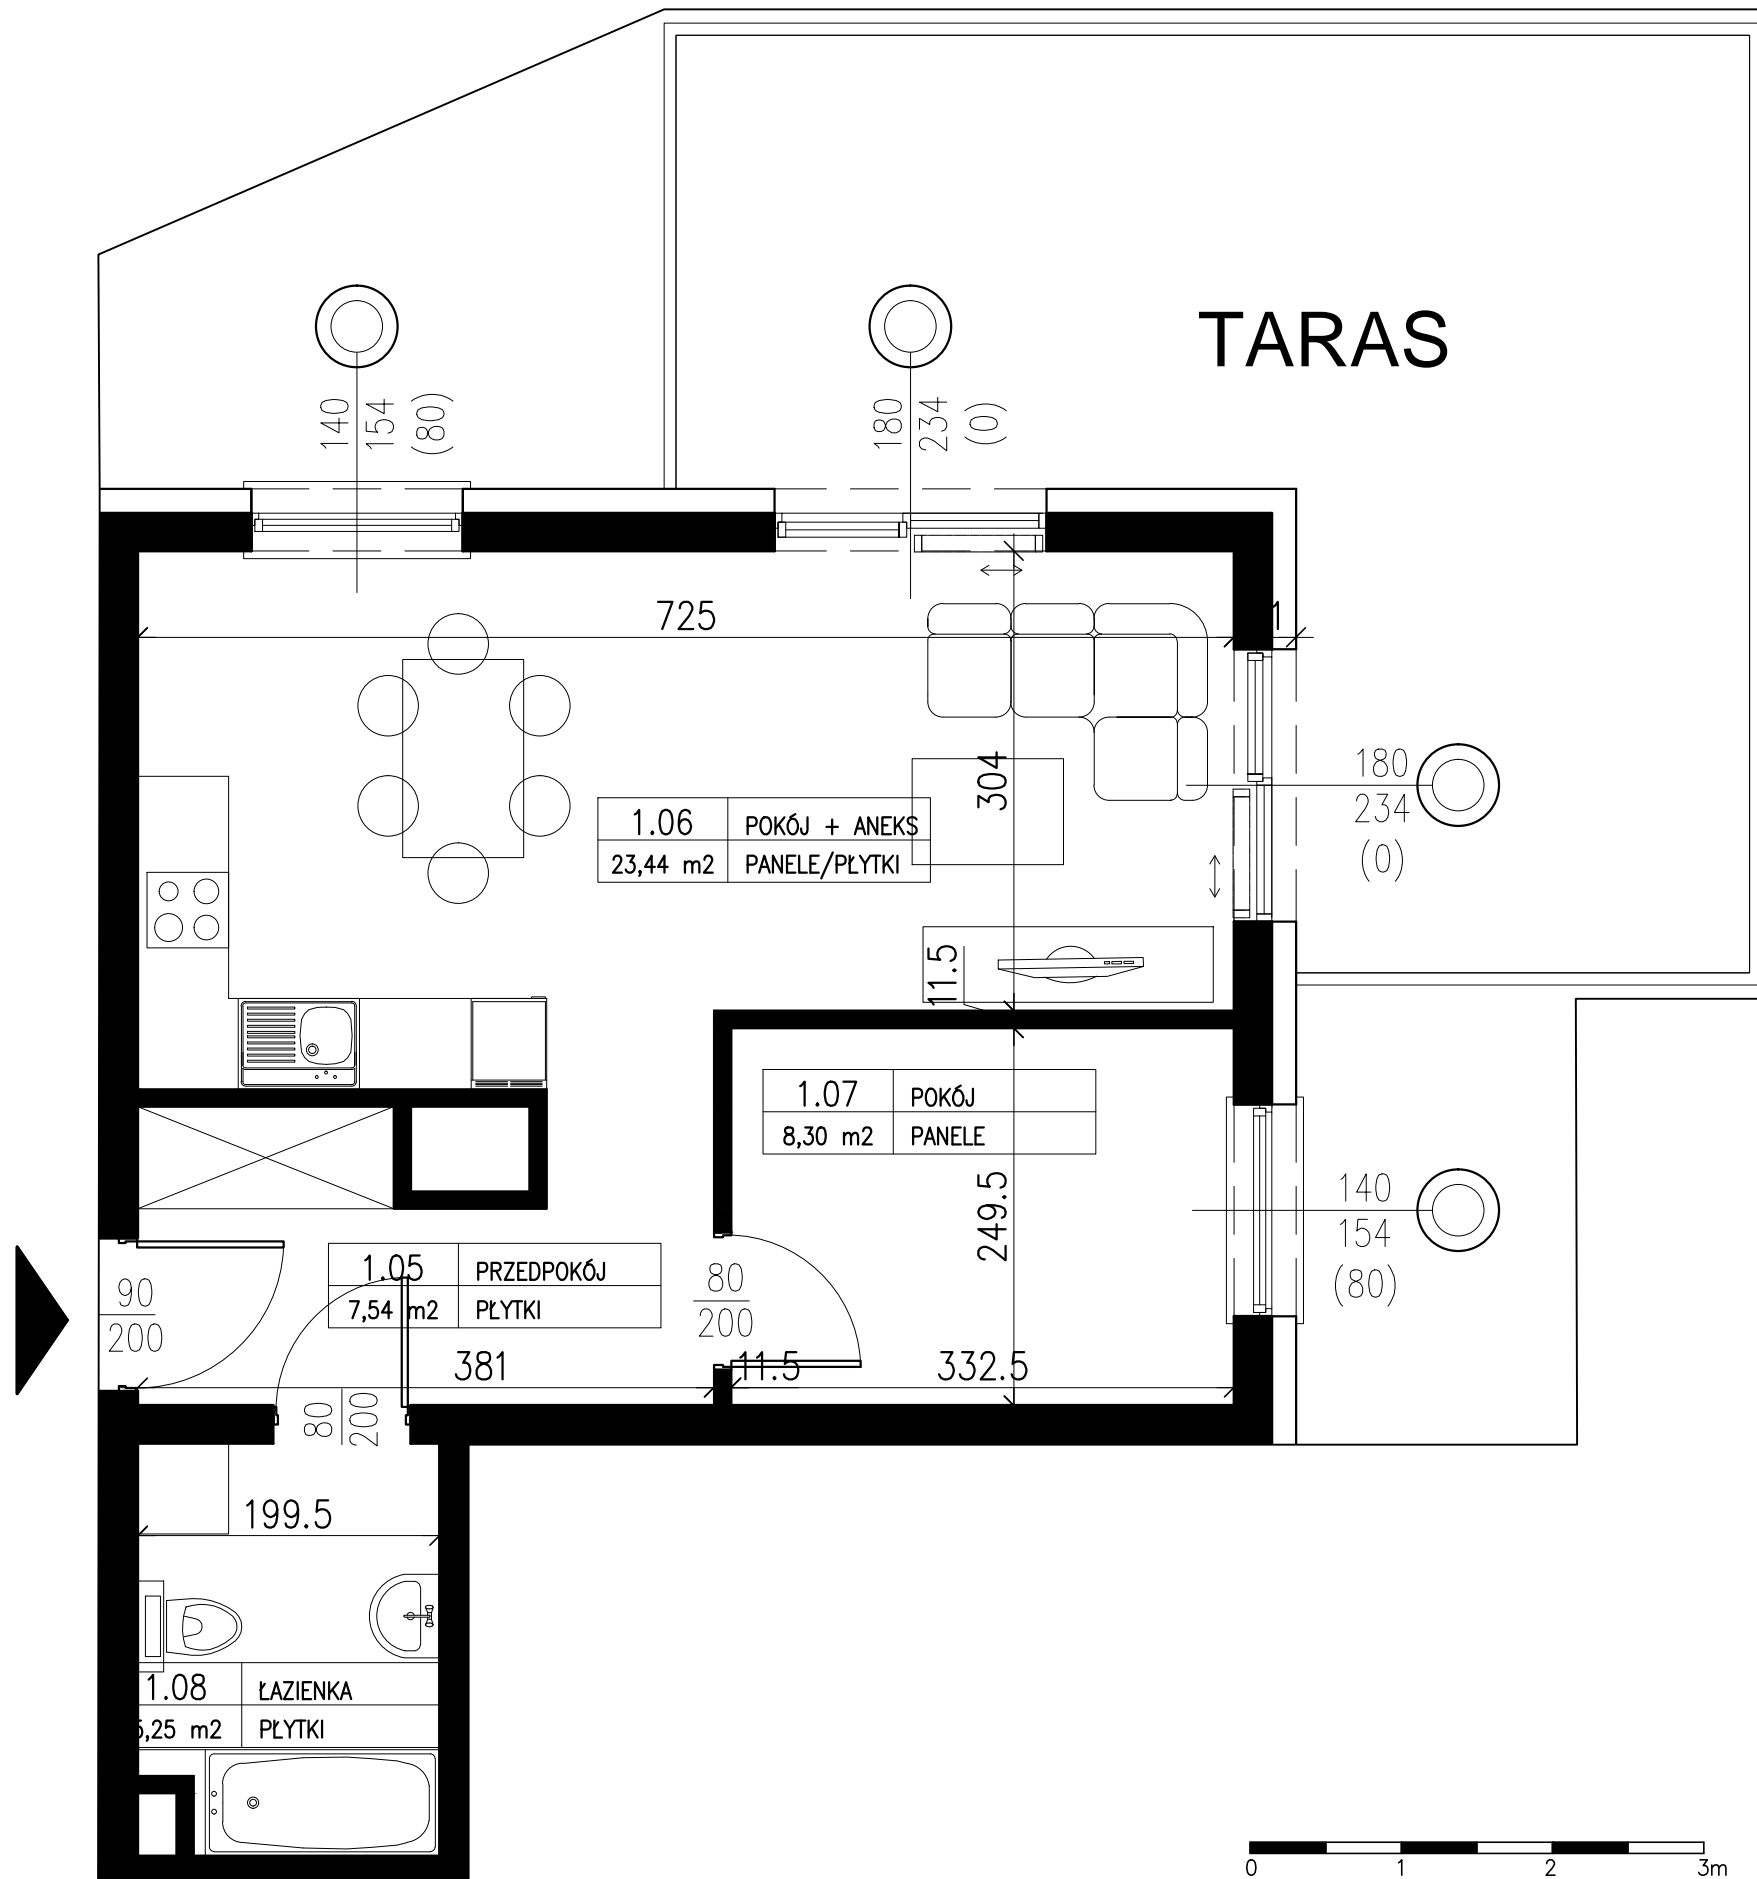 TARAS
140
154
(80)
180
234
(0)
725
1
304
180
234
(0)
1.06 POKÓJ + ANEKS
23,44 m2 PANELE/PŁYTKI
11.5
1.07 POKÓJ
8,30 m2 PANELE
249.5
140
154
(80)
1.05 PRZEDPOKÓJ
7,54 m2 PŁYTKI
90
200
80
200
381
11.5
332.5
80
200
199.5
1.08 ŁAZIENKA
5,25 m2 PŁYTKI
0 1 2 3m